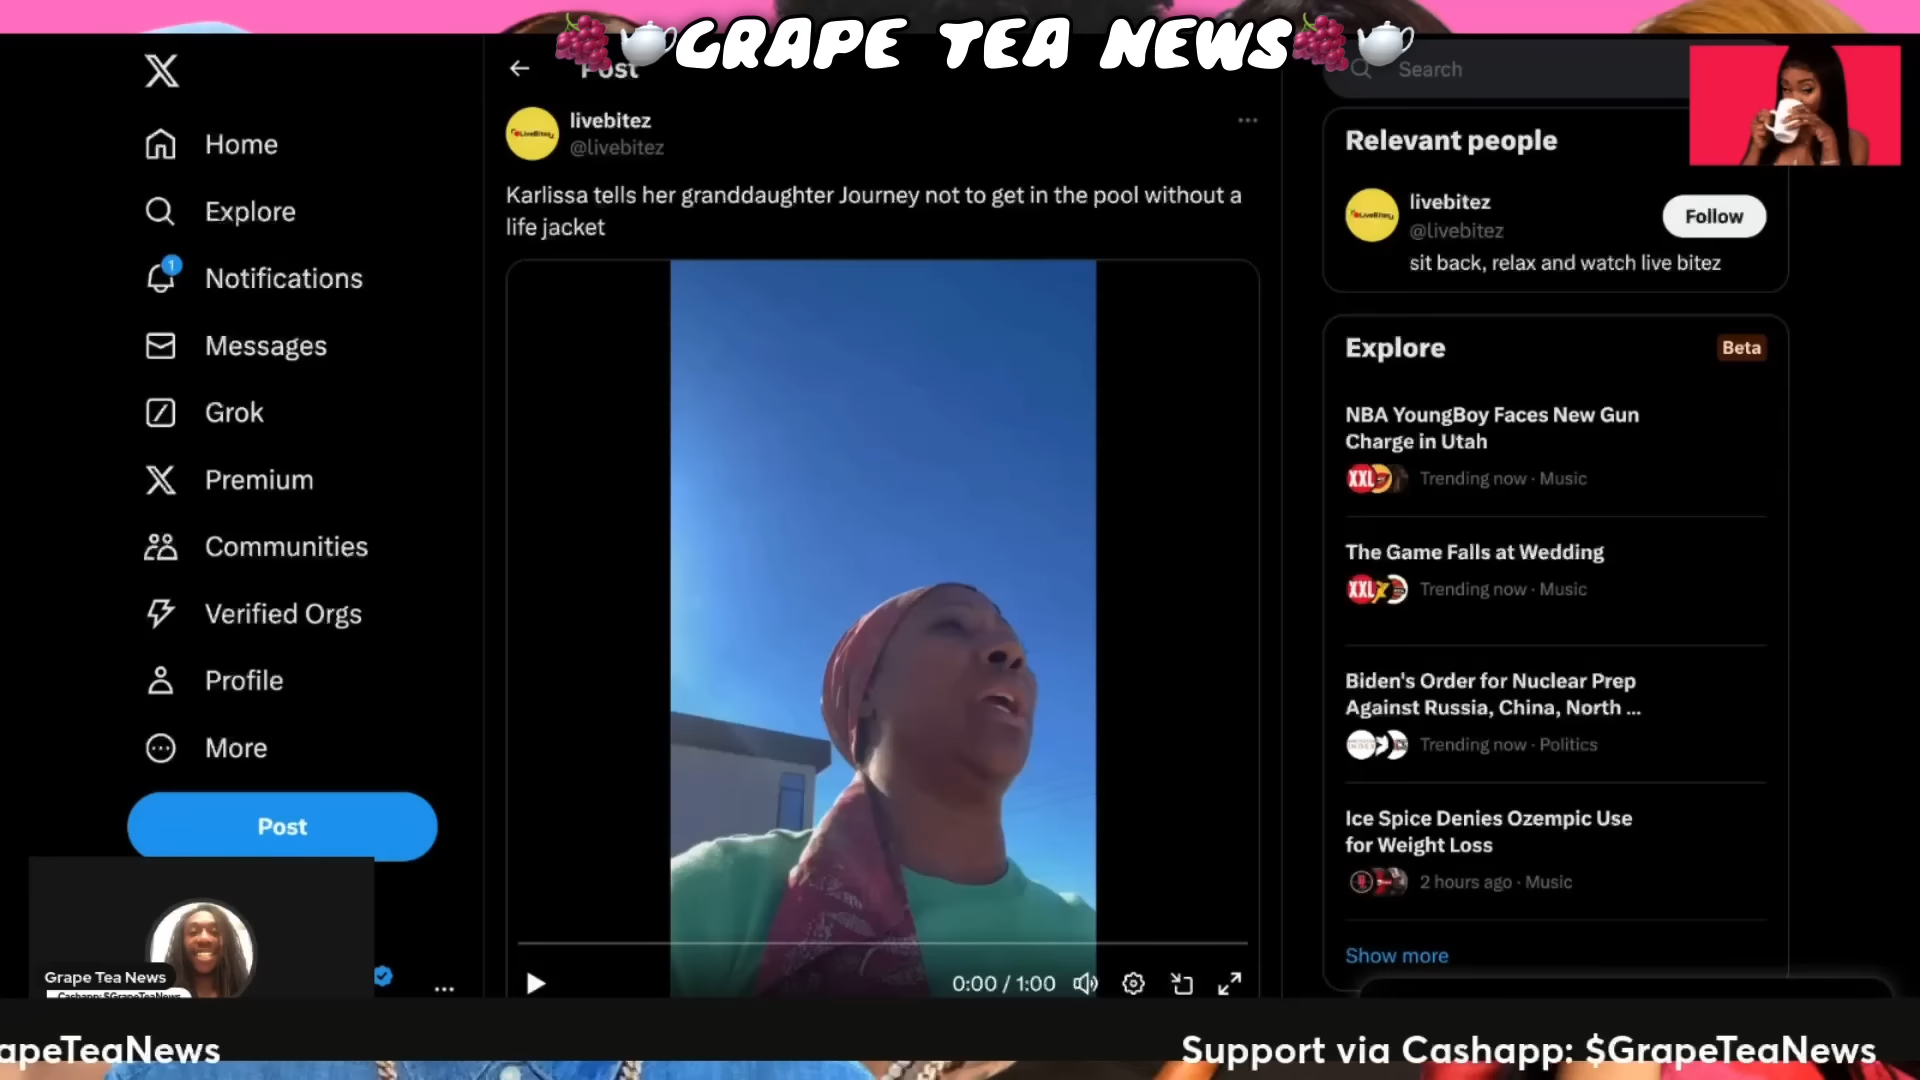 GRAPE TEA NEWS
Post
Search
Home
Explore
1
Notifications
Messages
Grok
Premium
Communities
Verified Orgs
Profile
More
Post
livebitez
@livebitez
Karlissa tells her granddaughter Journey not to get in the pool without a
life jacket
0:00 / 1:00
Relevant people
livebitez
@livebitez
Follow
sit back, relax and watch live bitez
Explore
Beta
NBA YoungBoy Faces New Gun
Charge in Utah
XXL
Trending now · Music
The Game Falls at Wedding
XXL
Trending now · Music
Biden's Order for Nuclear Prep
Against Russia, China, North ...
Trending now · Politics
Ice Spice Denies Ozempic Use
for Weight Loss
2 hours ago · Music
Show more
Grape Tea News
Cashapp: $GrapeTeaNews
apeTeaNews
Support via Cashapp: $GrapeTeaNews